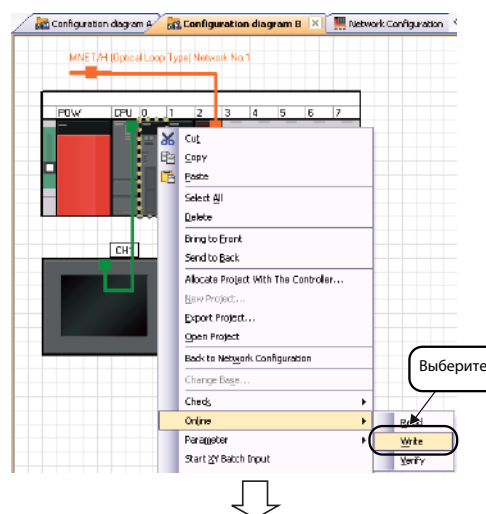 Configuration diagram A
Configuration diagram B
Network Configuration
MNET/H (Optical Loop Type) Network No.1
POW CPU 0 1 2 3 4 5 6 7
CH1
Cut
Copy
Paste
Select All
Delete
Bring to Front
Send to Back
Allocate Project With The Controller...
New Project...
Export Project...
Open Project
Back to Network Configuration
Change Base...
Check
Online
Parameter
Start XY Batch Input
Выберите
Read
Write
Verify